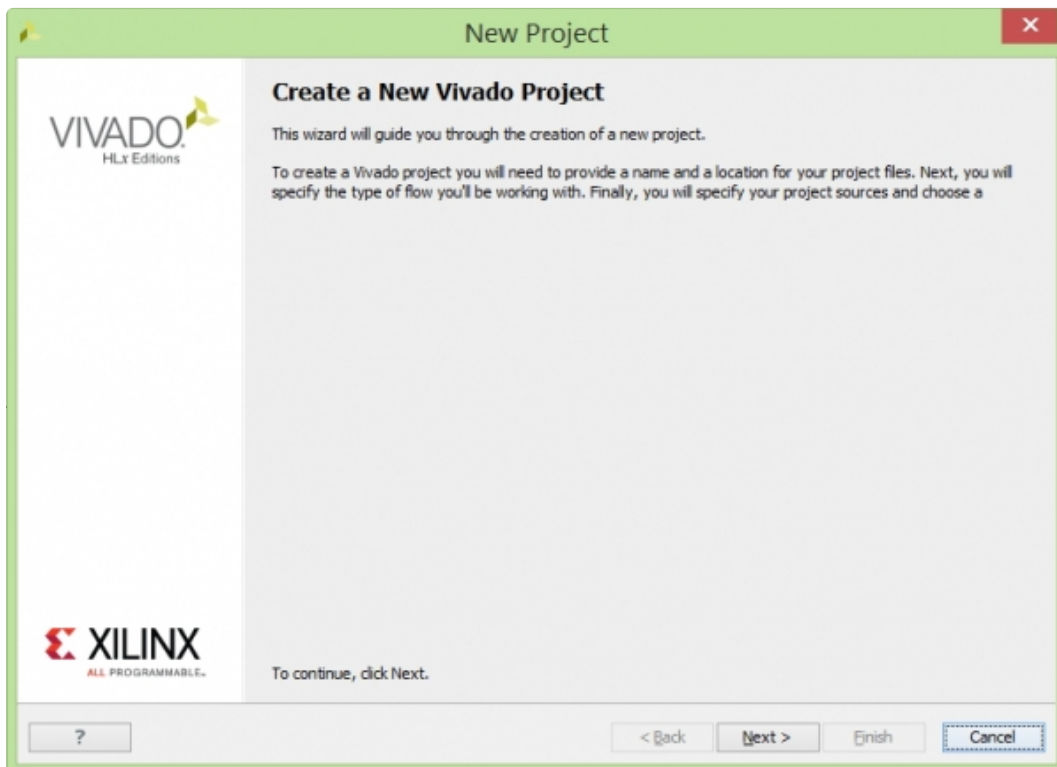 New Project
VIVADO.
HLx Editions
Create a New Vivado Project
This wizard will guide you through the creation of a new project.
To create a Vivado project you will need to provide a name and a location for your project files. Next, you will
specify the type of flow you'll be working with. Finally, you will specify your project sources and choose a
XILINX
ALL PROGRAMMABLE™
To continue, click Next.
?
< Back
Next >
Finish
Cancel